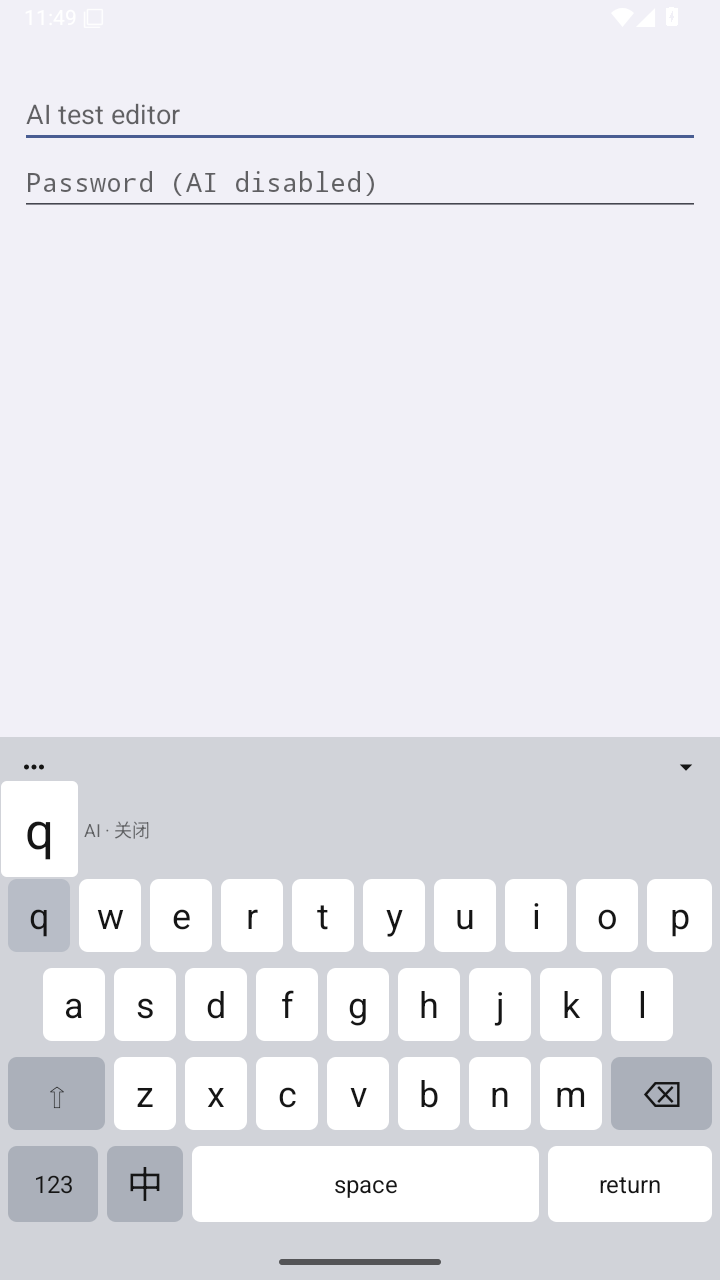 11:49
AI test editor
Password (AI disabled)
q
AI · 关闭
q w e r t y u i o p
a s d f g h j k l
⇧ z x c v b n m
123 中 space return